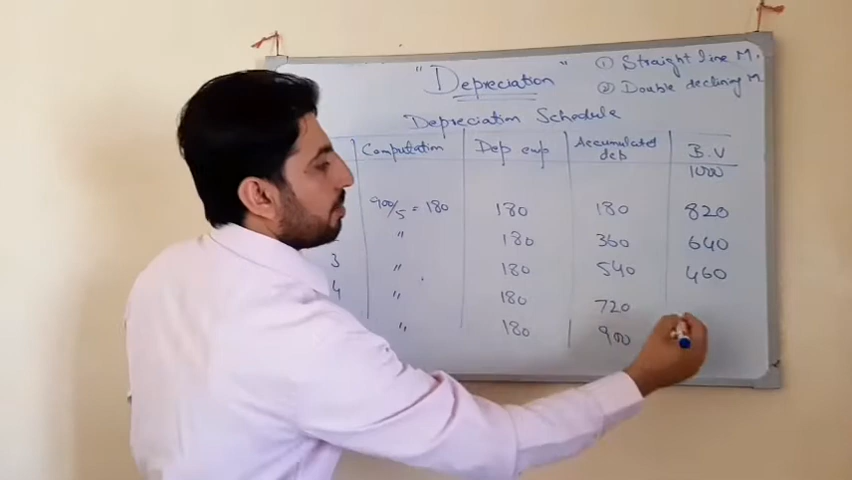 " Depreciation "
① Straight line M.
② Double declining M
Depreciation Schedule
Computation Dep exp Accumulated dep B.V
1000
900/5 = 180 180 180 820
" 180 360 640
3 " 180 540 460
4 " 180 720
" 180 900